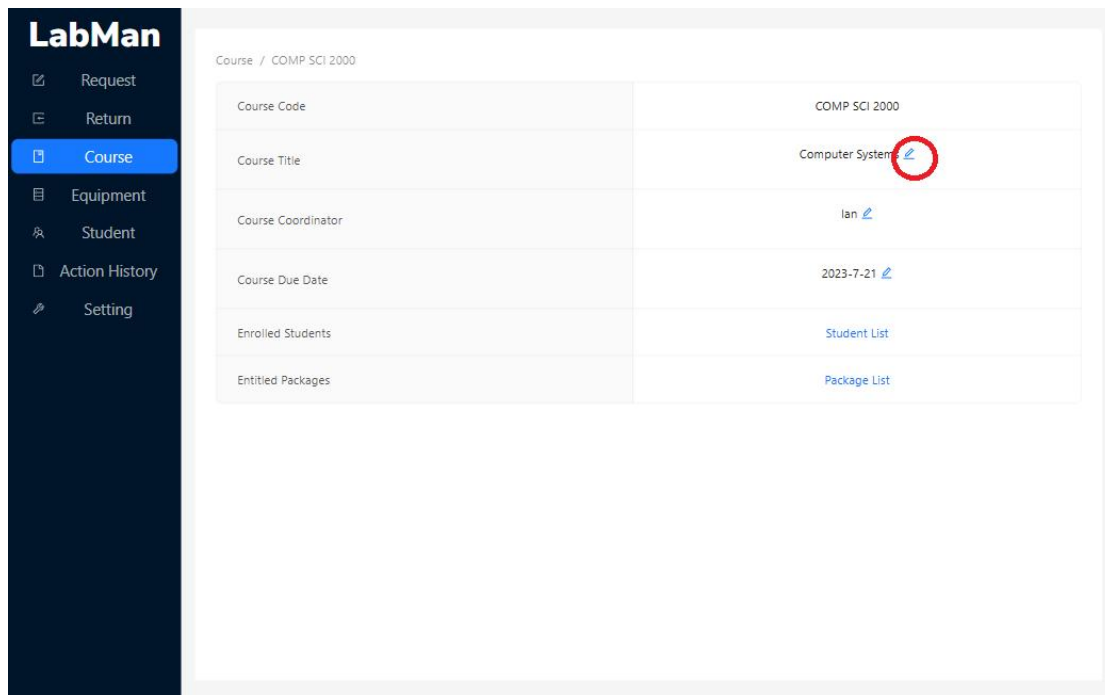 LabMan
Request
Return
Course
Equipment
Student
Action History
Setting
Course / COMP SCI 2000
Course Code COMP SCI 2000
Course Title Computer Systems
Course Coordinator Ian
Course Due Date 2023-7-21
Enrolled Students Student List
Entitled Packages Package List